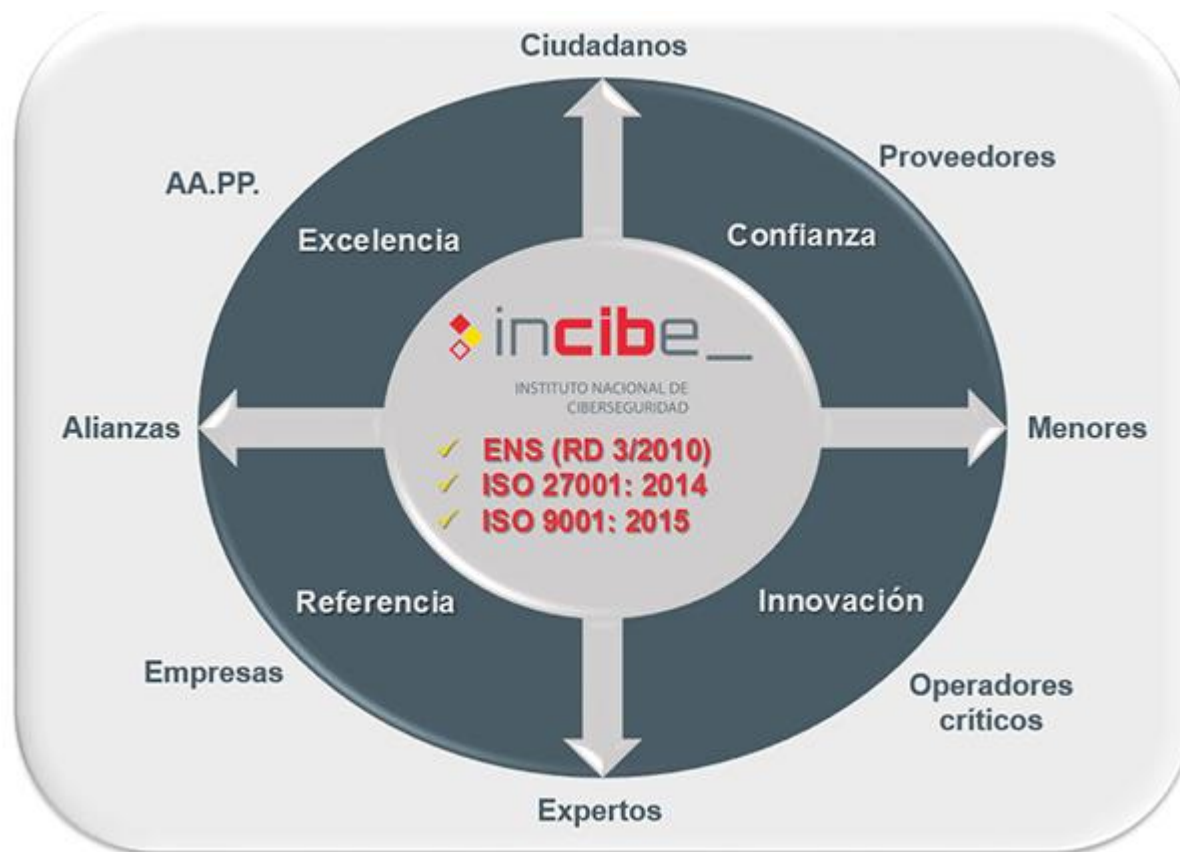 Ciudadanos
Proveedores
AA.PP.
Excelencia
Confianza
incibe_
INSTITUTO NACIONAL DE
CIBERSEGURIDAD
Alianzas
Menores
ENS (RD 3/2010)
ISO 27001: 2014
ISO 9001: 2015
Referencia
Innovación
Empresas
Operadores
críticos
Expertos